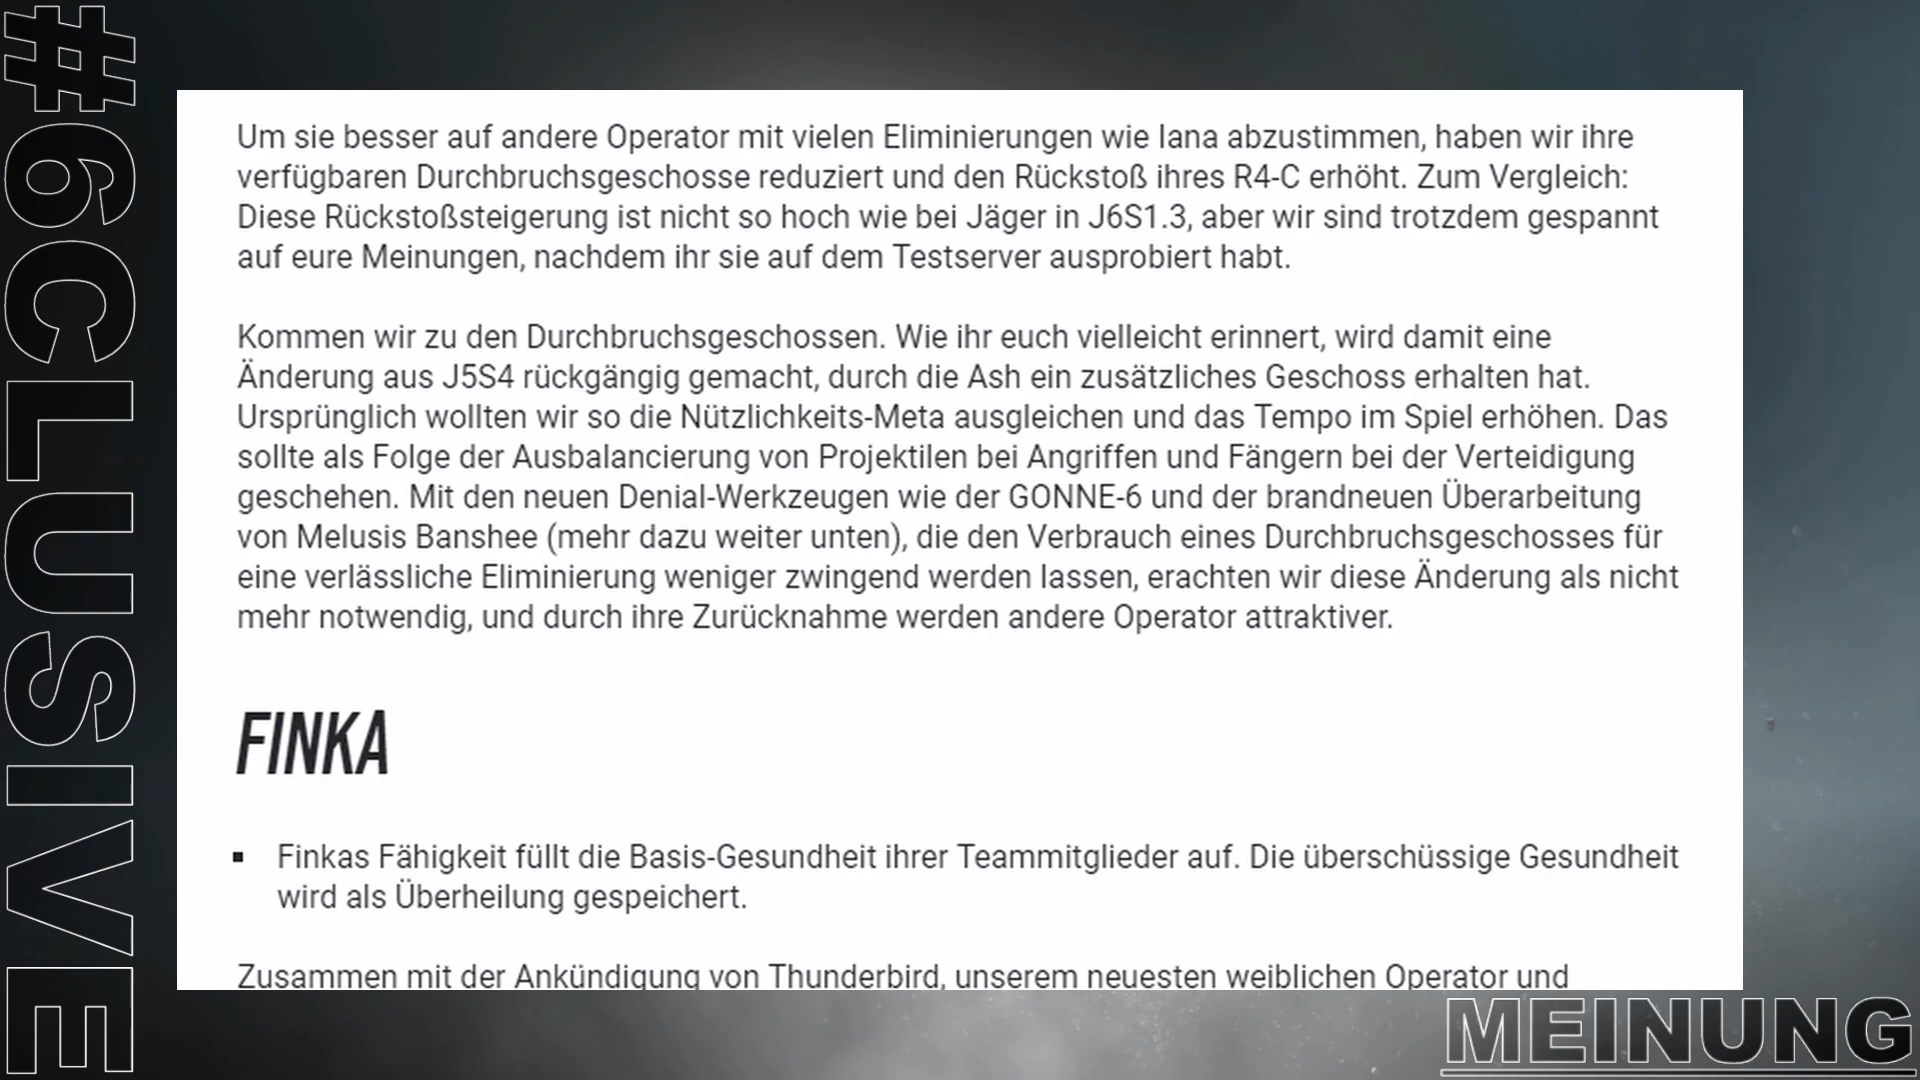 #6CLUSIVE
Um sie besser auf andere Operator mit vielen Eliminierungen wie Iana abzustimmen, haben wir ihre
verfügbaren Durchbruchsgeschosse reduziert und den Rückstoß ihres R4-C erhöht. Zum Vergleich:
Diese Rückstoßsteigerung ist nicht so hoch wie bei Jäger in J6S1.3, aber wir sind trotzdem gespannt
auf eure Meinungen, nachdem ihr sie auf dem Testserver ausprobiert habt.
Kommen wir zu den Durchbruchsgeschossen. Wie ihr euch vielleicht erinnert, wird damit eine
Änderung aus J5S4 rückgängig gemacht, durch die Ash ein zusätzliches Geschoss erhalten hat.
Ursprünglich wollten wir so die Nützlichkeits-Meta ausgleichen und das Tempo im Spiel erhöhen. Das
sollte als Folge der Ausbalancierung von Projektilen bei Angriffen und Fängern bei der Verteidigung
geschehen. Mit den neuen Denial-Werkzeugen wie der GONNE-6 und der brandneuen Überarbeitung
von Melusis Banshee (mehr dazu weiter unten), die den Verbrauch eines Durchbruchsgeschosses für
eine verlässliche Eliminierung weniger zwingend werden lassen, erachten wir diese Änderung als nicht
mehr notwendig, und durch ihre Zurücknahme werden andere Operator attraktiver.
FINKA
▪ Finkas Fähigkeit füllt die Basis-Gesundheit ihrer Teammitglieder auf. Die überschüssige Gesundheit
wird als Überheilung gespeichert.
Zusammen mit der Ankündigung von Thunderbird, unserem neuesten weiblichen Operator und
MEINUNG